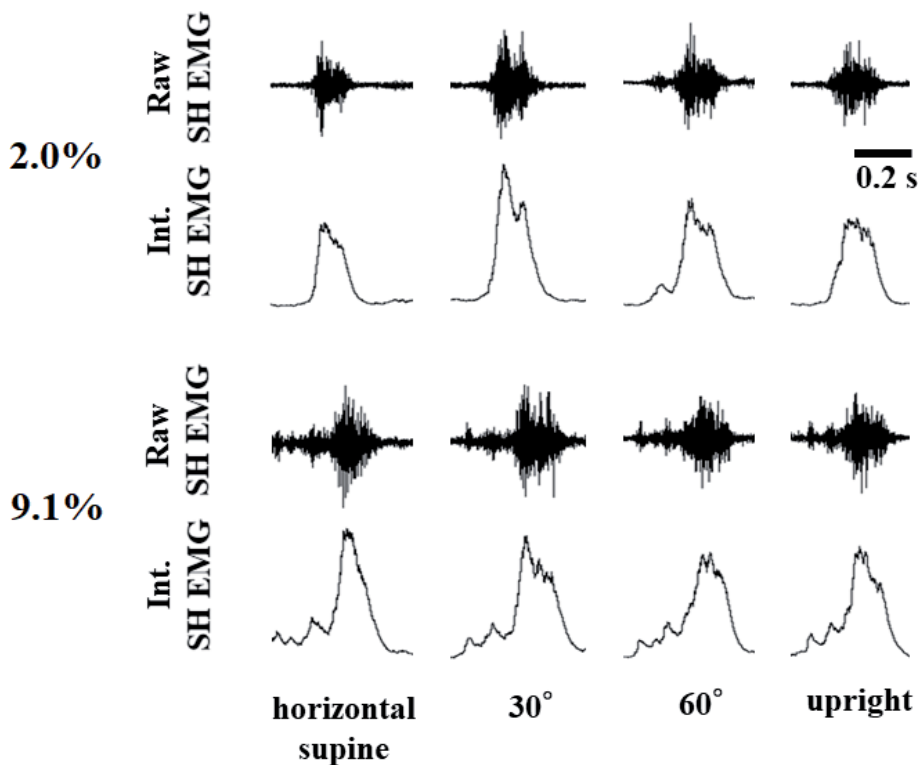 2.0%
Raw
SH EMG
Int.
SH EMG
0.2 s
9.1%
Raw
SH EMG
Int.
SH EMG
horizontal
supine
30°
60°
upright